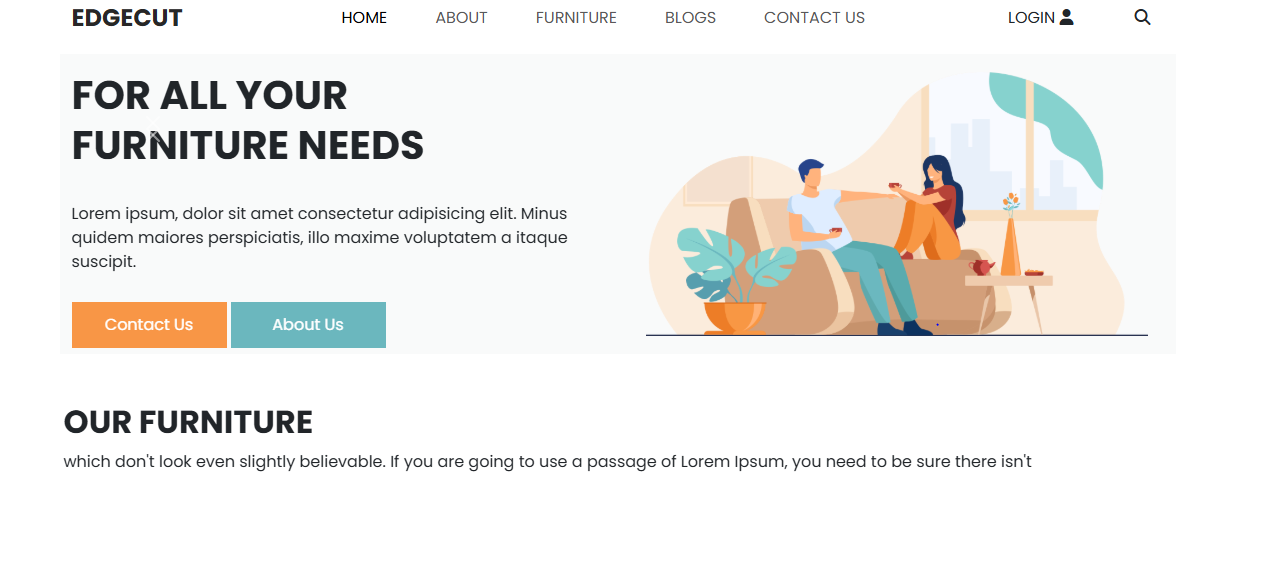 EDGECUT HOME ABOUT FURNITURE BLOGS CONTACT US LOGIN
FOR ALL YOUR
FURNITURE NEEDS
Lorem ipsum, dolor sit amet consectetur adipisicing elit. Minus
quidem maiores perspiciatis, illo maxime voluptatem a itaque
suscipit.
Contact Us About Us
OUR FURNITURE
which don't look even slightly believable. If you are going to use a passage of Lorem Ipsum, you need to be sure there isn't